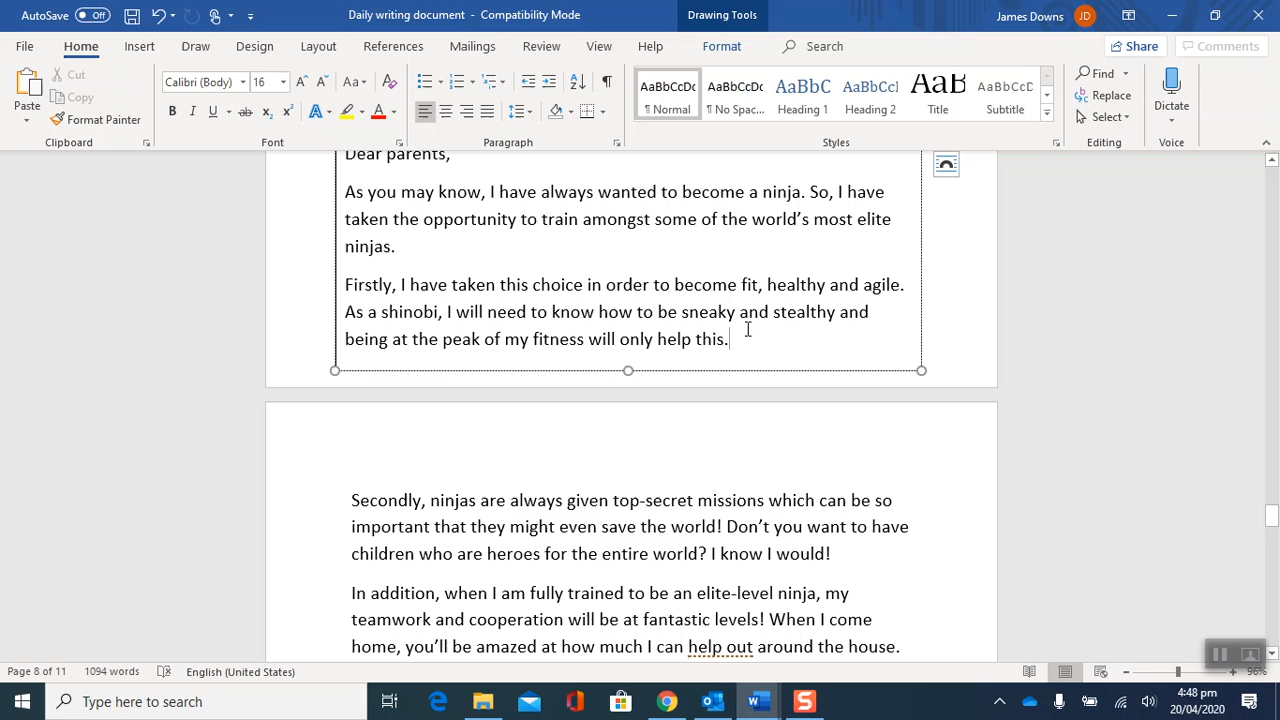 AutoSave Off Daily writing document - Compatibility Mode Drawing Tools James Downs JD
File Home Insert Draw Design Layout References Mailings Review View Help Format Search Share Comments
Paste Cut Copy Format Painter
Calibri (Body) 16 Aa
B I U ab x₂ x² A A
AaBbCcDc AaBbCcDc AaBbC AaBbCcI AaB AaBbCcD
¶ Normal ¶ No Spac... Heading 1 Heading 2 Title Subtitle
Find Replace Select Dictate
Clipboard Font Paragraph Styles Editing Voice
Dear parents,
As you may know, I have always wanted to become a ninja. So, I have
taken the opportunity to train amongst some of the world’s most elite
ninjas.
Firstly, I have taken this choice in order to become fit, healthy and agile.
As a shinobi, I will need to know how to be sneaky and stealthy and
being at the peak of my fitness will only help this.
Secondly, ninjas are always given top-secret missions which can be so
important that they might even save the world! Don’t you want to have
children who are heroes for the entire world? I know I would!
In addition, when I am fully trained to be an elite-level ninja, my
teamwork and cooperation will be at fantastic levels! When I come
home, you’ll be amazed at how much I can help out around the house.
Page 8 of 11 1094 words English (United States) 96%
Type here to search
4:48 pm
20/04/2020